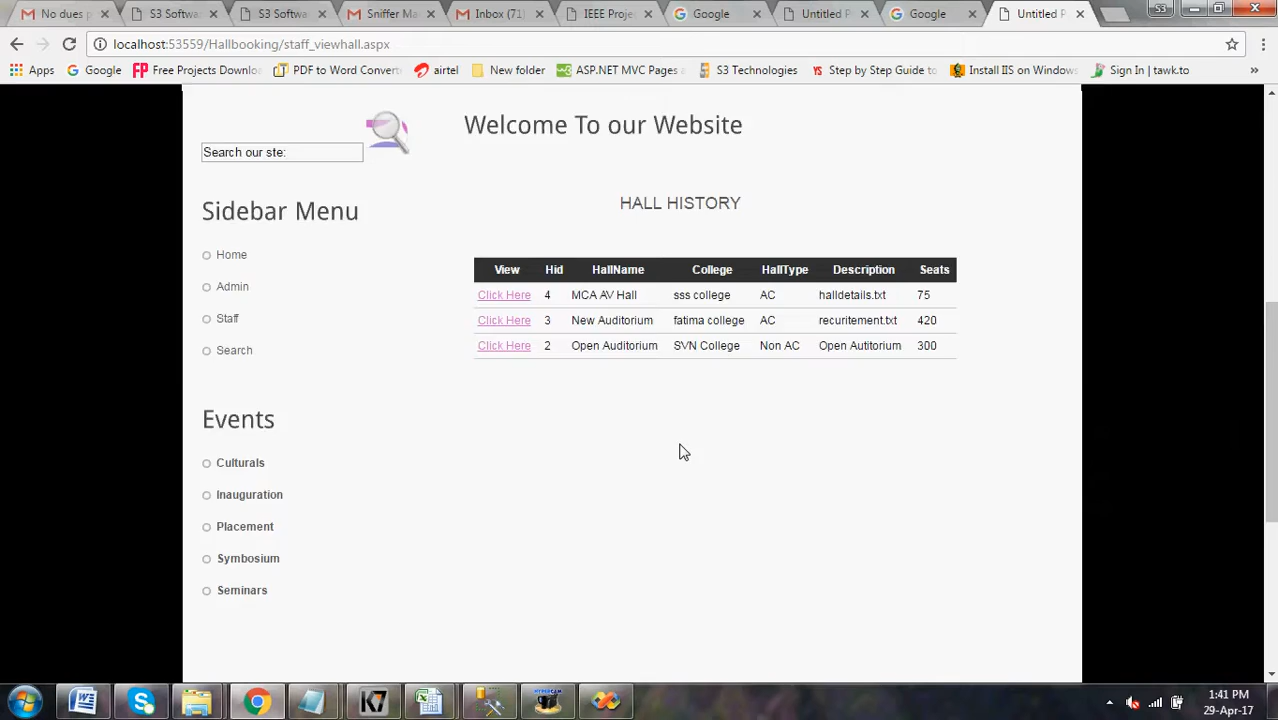 No dues p
S3 Softwa
S3 Softwa
Sniffer Ma
Inbox (71)
IEEE Proje
Google
Untitled P
Google
Untitled P
S3
localhost:53559/Hallbooking/staff_viewhall.aspx
Apps
Google
Free Projects Downlo
PDF to Word Convert
airtel
New folder
ASP.NET MVC Pages
S3 Technologies
YS Step by Step Guide to
Install IIS on Windows
Sign In | tawk.to
»
Search our ste:
Welcome To our Website
Sidebar Menu
Home
Admin
Staff
Search
Events
Culturals
Inauguration
Placement
Symbosium
Seminars
HALL HISTORY
View Hid HallName College HallType Description Seats
Click Here 4 MCA AV Hall sss college AC halldetails.txt 75
Click Here 3 New Auditorium fatima college AC recuritement.txt 420
Click Here 2 Open Auditorium SVN College Non AC Open Autitorium 300
K7
HYPERCAM
1:41 PM
29-Apr-17